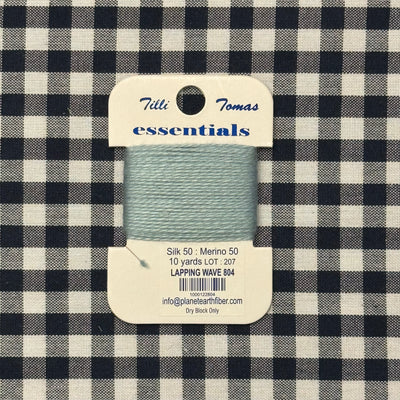 Tilli Tomas
essentials
Silk 50 : Merino 50
10 yards LOT : 207
LAPPING WAVE 804
1000122804
info@planetearthfiber.com
Dry Block Only